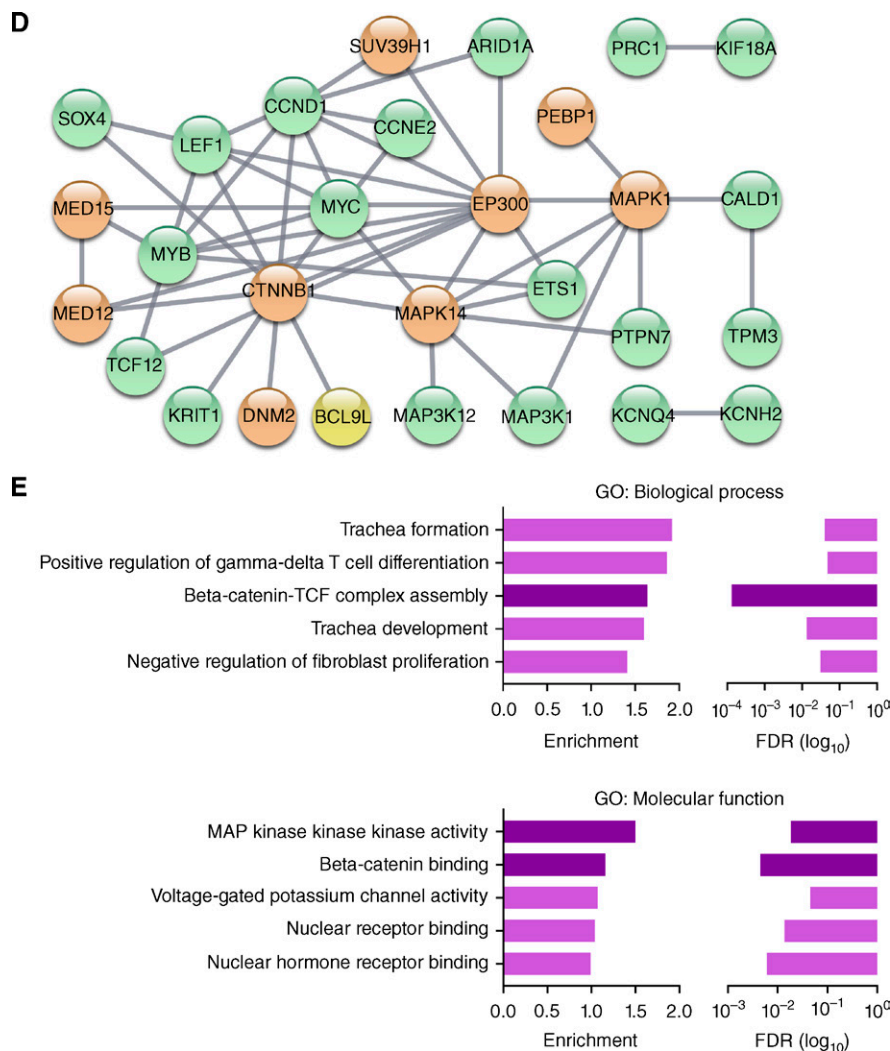 D
SUV39H1 ARID1A PRC1 KIF18A
SOX4 LEF1 CCND1 CCNE2 PEBP1
MED15 MYC EP300 MAPK1 CALD1
MYB CTNNB1 ETS1
MED12 MAPK14
TCF12 PTPN7 TPM3
KRIT1 DNM2 BCL9L MAP3K12 MAP3K1 KCNQ4 KCNH2
E
GO: Biological process
Trachea formation
Positive regulation of gamma-delta T cell differentiation
Beta-catenin-TCF complex assembly
Trachea development
Negative regulation of fibroblast proliferation
0.0 0.5 1.0 1.5 2.0 10⁻⁴ 10⁻³ 10⁻² 10⁻¹ 10⁰
Enrichment FDR (log₁₀)
GO: Molecular function
MAP kinase kinase kinase activity
Beta-catenin binding
Voltage-gated potassium channel activity
Nuclear receptor binding
Nuclear hormone receptor binding
0.0 0.5 1.0 1.5 2.0 10⁻³ 10⁻² 10⁻¹ 10⁰
Enrichment FDR (log₁₀)